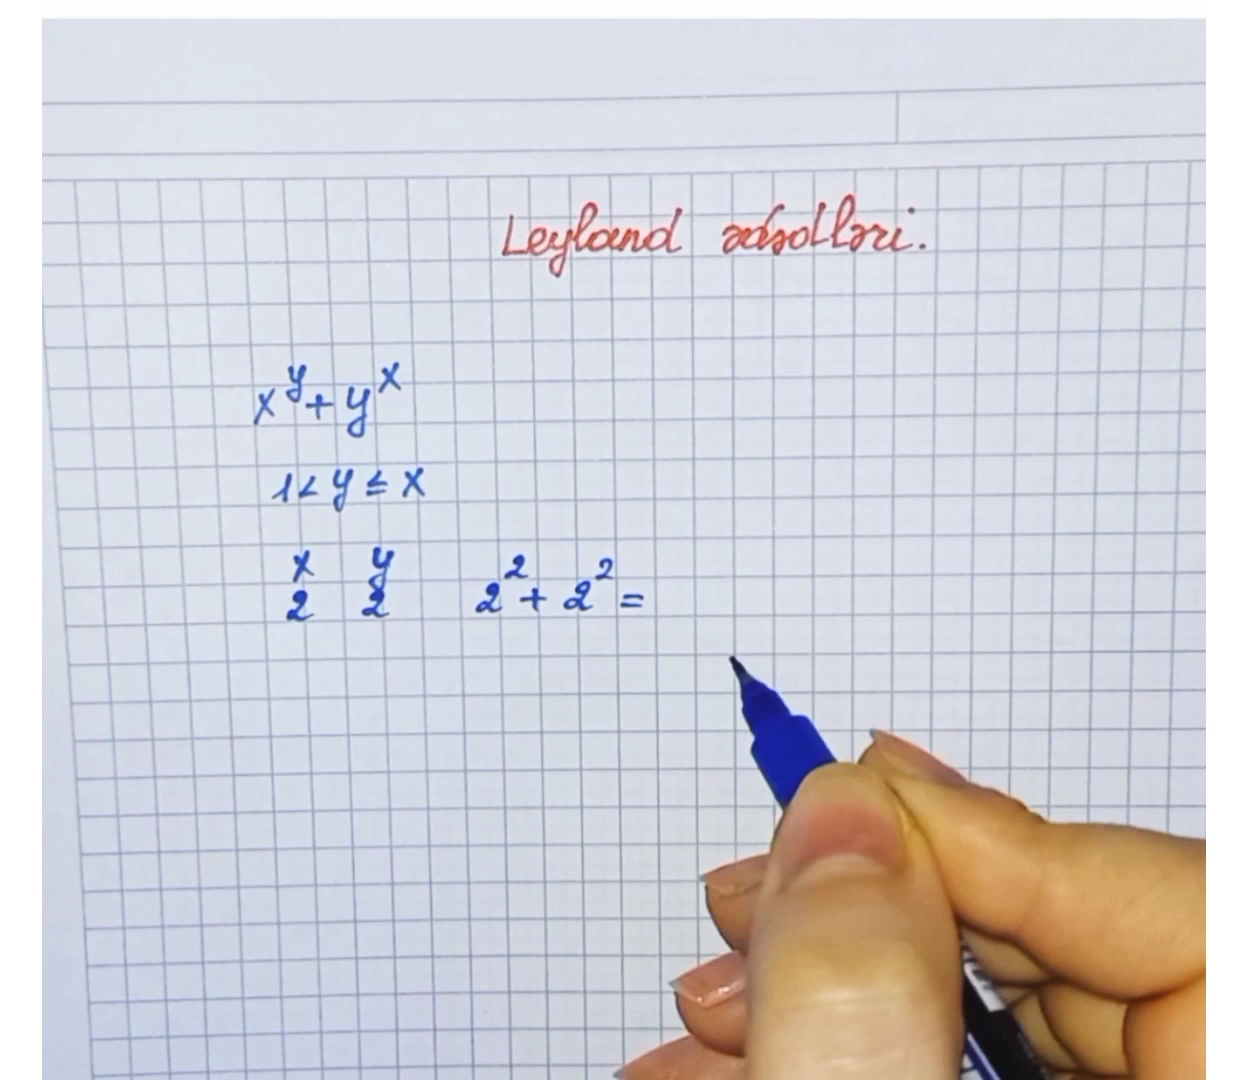 Leyland ədədləri.
x^y + y^x
1 < y ≤ x
x y
2 2 2^2 + 2^2 =